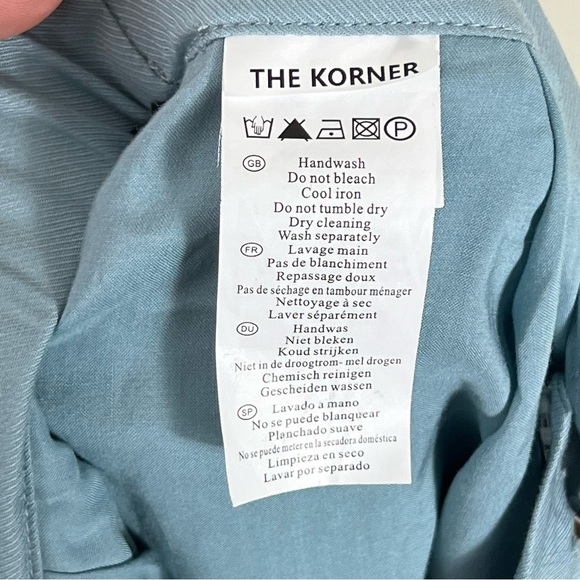 THE KORNER
P
GB Handwash
Do not bleach
Cool iron
Do not tumble dry
Dry cleaning
Wash separately
FR Lavage main
Pas de blanchiment
Repassage doux
Pas de séchage en tambour ménager
Nettoyage à sec
Laver séparément
DU Handwas
Niet bleken
Koud strijken
Niet in de droogtrom- mel drogen
Chemisch reinigen
Gescheiden wassen
SP Lavado a mano
No se puede blanquear
Planchado suave
No se puede meter en la secadora doméstica
Limpieza en seco
Lavar por separado